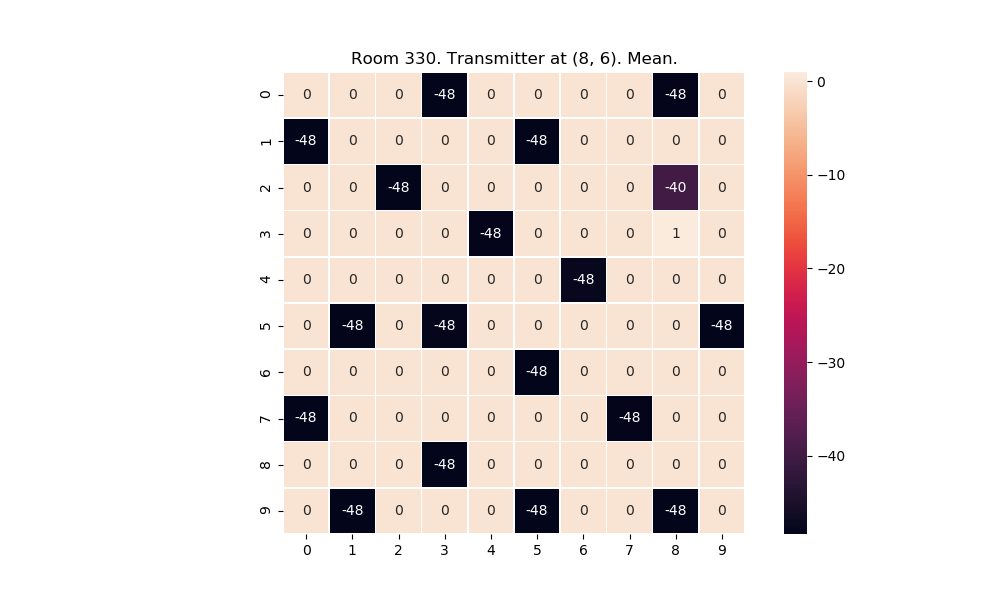 Room 330. Transmitter at (8, 6). Mean.
0 0 0 0 -48 0 0 0 0 -48 0
1 -48 0 0 0 0 -48 0 0 0 0
2 0 0 -48 0 0 0 0 0 -40 0
3 0 0 0 0 -48 0 0 0 1 0
4 0 0 0 0 0 0 -48 0 0 0
5 0 -48 0 -48 0 0 0 0 0 -48
6 0 0 0 0 0 -48 0 0 0 0
7 -48 0 0 0 0 0 0 -48 0 0
8 0 0 0 -48 0 0 0 0 0 0
9 0 -48 0 0 0 -48 0 0 -48 0
0 1 2 3 4 5 6 7 8 9
0
−10
−20
−30
−40